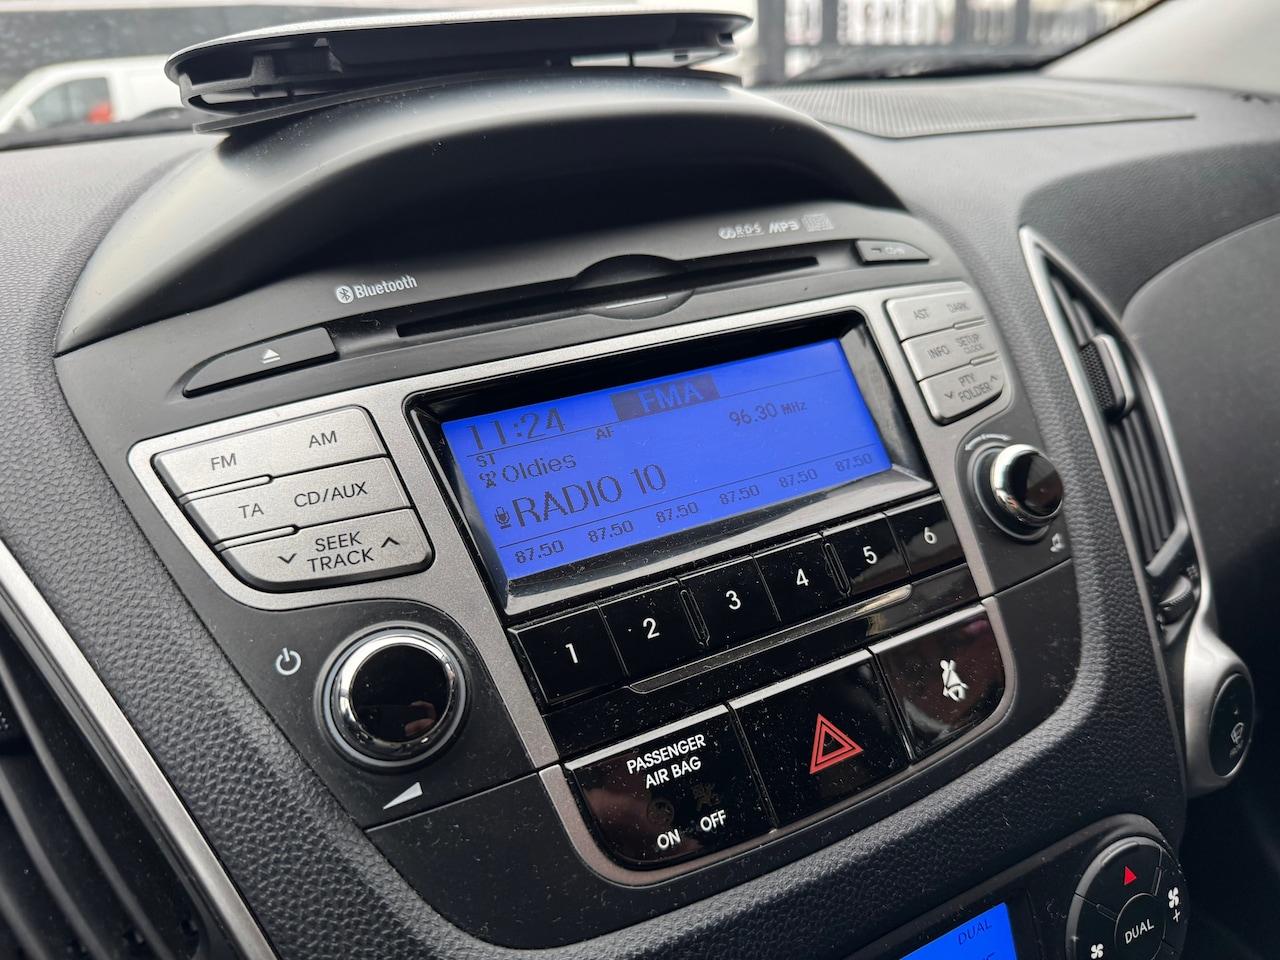 Bluetooth
R·D·S MP3
FM AM
TA CD/AUX
SEEK
TRACK
11:24 FMA
ST AF 96.30 MHz
Oldies
RADIO 10
87.50 87.50 87.50 87.50 87.50 87.50
AST DARK
INFO SETUP
CLOCK
PTY
FOLDER
1 2 3 4 5 6
PASSENGER
AIR BAG
ON OFF
DUAL
DUAL